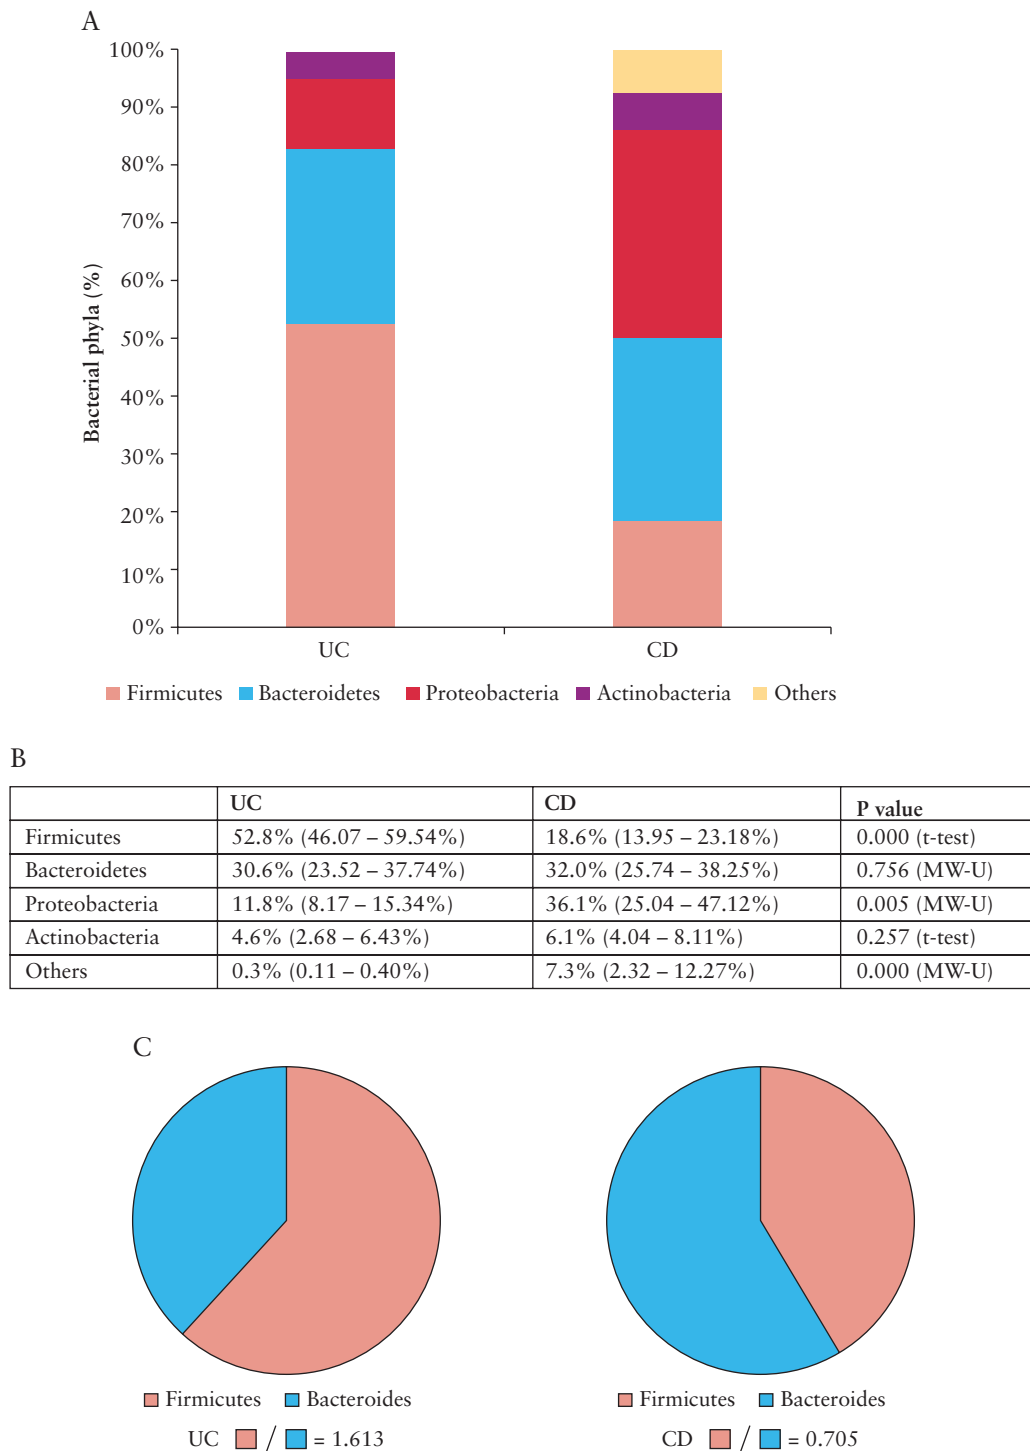 A
100%
90%
80%
70%
60%
50%
40%
30%
20%
10%
0%
Bacterial phyla (%)
UC CD
Firmicutes Bacteroidetes Proteobacteria Actinobacteria Others
B
UC CD P value
Firmicutes 52.8% (46.07 – 59.54%) 18.6% (13.95 – 23.18%) 0.000 (t-test)
Bacteroidetes 30.6% (23.52 – 37.74%) 32.0% (25.74 – 38.25%) 0.756 (MW-U)
Proteobacteria 11.8% (8.17 – 15.34%) 36.1% (25.04 – 47.12%) 0.005 (MW-U)
Actinobacteria 4.6% (2.68 – 6.43%) 6.1% (4.04 – 8.11%) 0.257 (t-test)
Others 0.3% (0.11 – 0.40%) 7.3% (2.32 – 12.27%) 0.000 (MW-U)
C
Firmicutes Bacteroides
UC / = 1.613
Firmicutes Bacteroides
CD / = 0.705